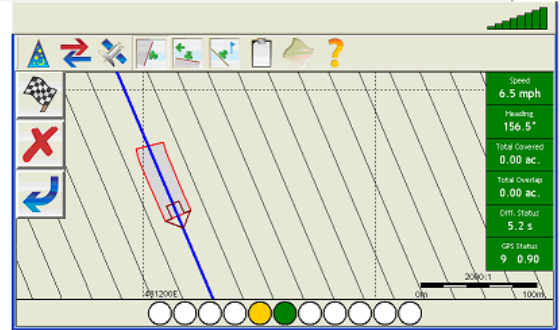 ?
Speed
6.5 mph
Heading
156.5°
Total Covered
0.00 ac.
Total Overlap
0.00 ac.
Diff. Status
5.2 s
GPS Status
9 0.90
2000:1
0m 100m
481200E